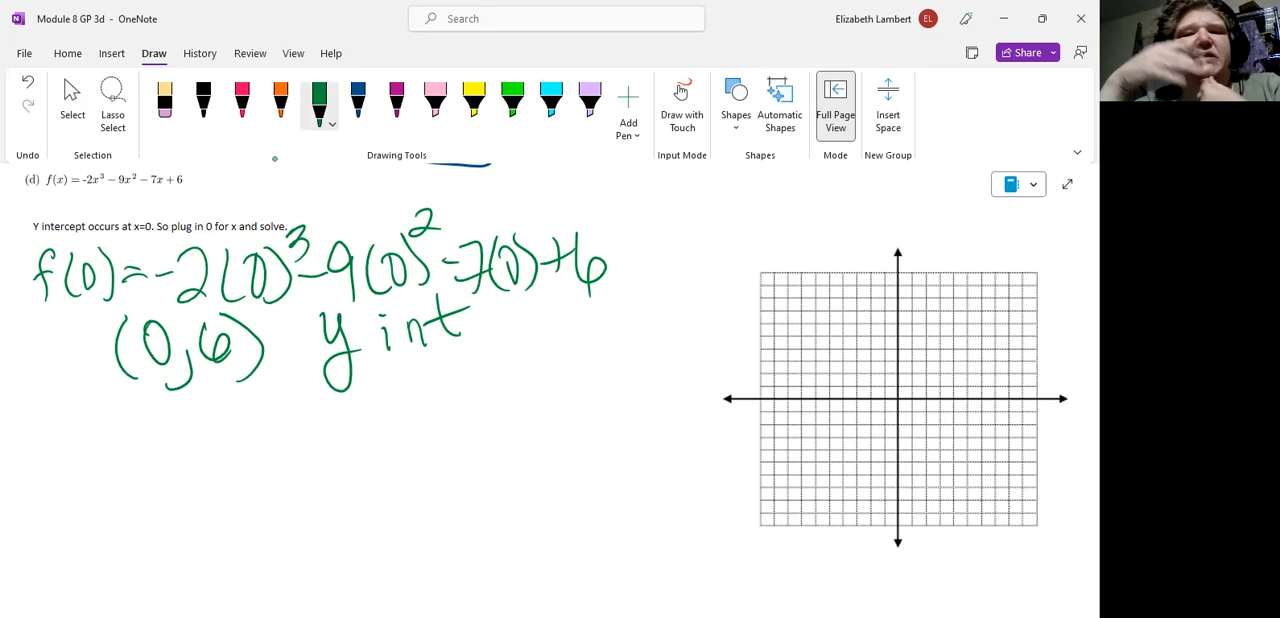 Module 8 GP 3d - OneNote
Search
Elizabeth Lambert EL
File Home Insert Draw History Review View Help
Share
Select
Lasso Select
Add Pen
Draw with Touch
Shapes
Automatic Shapes
Full Page View
Insert Space
Undo Selection Drawing Tools Input Mode Shapes Mode New Group
(d) f(x) = -2x³ − 9x² − 7x + 6
Y intercept occurs at x=0. So plug in 0 for x and solve.
f(0)=-2(0)³-9(0)²-7(0)+6
(0,6) y int